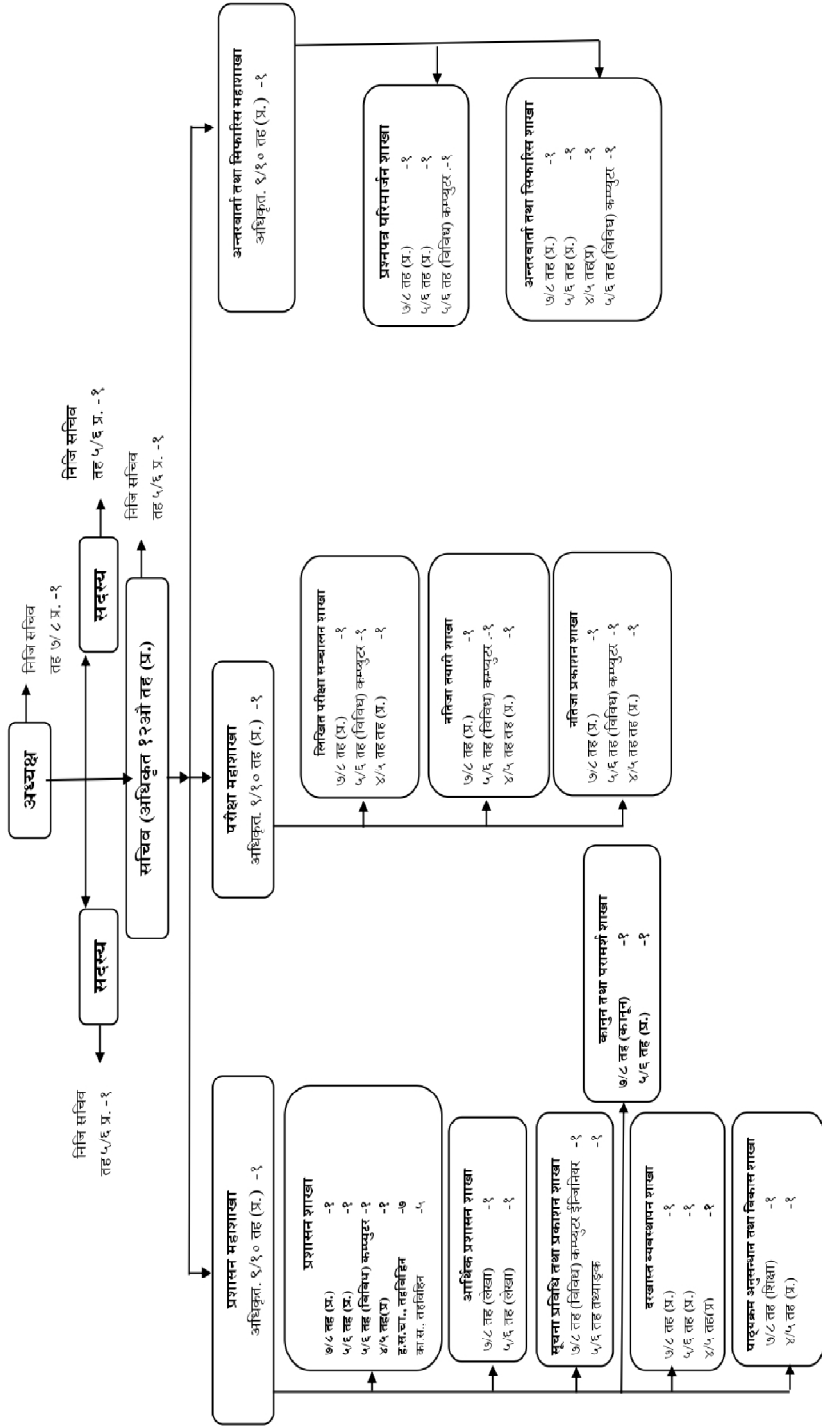 अध्यक्ष
निजि सचिव
तह ७/८ प्र. -१
सदस्य
निजि सचिव
तह ५/६ प्र. -१
सदस्य
निजि सचिव
तह ५/६ प्र. -१
सचिव (अधिकृत १२औ तह (प्र.)
निजि सचिव
तह ५/६ प्र. -१
प्रशासन महाशाखा
अधिकृत. ९/१० तह (प्र.) -१
प्रशासन शाखा
७/८ तह (प्र.) -१
५/६ तह (प्र.) -१
५/६ तह (विविध) कम्प्युटर -१
४/५ तह(प्र) -१
ह.स.चा., तहविहिन -७
का.स., तहविहिन -५
आर्थिक प्रशासन शाखा
७/८ तह (लेखा) -१
५/६ तह (लेखा) -१
सूचना प्रविधि तथा प्रकाशन शाखा
७/८ तह (विविध) कम्प्युटर ईन्जिनियर -१
५/६ तह तथ्याङ्क -१
कानुन तथा परामर्श शाखा
७/८ तह (कानून) -१
५/६ तह (प्र.) -१
दरखास्त व्यवस्थापन शाखा
७/८ तह (प्र.) -१
५/६ तह (प्र.) -१
४/५ तह(प्र) -१
पाठ्यक्रम अनुसन्धान तथा विकास शाखा
७/८ तह (शिक्षा) -१
४/५ तह (प्र.) -१
परीक्षा महाशाखा
अधिकृत. ९/१० तह (प्र.) -१
लिखित परीक्षा सञ्चालन शाखा
७/८ तह (प्र.) -१
५/६ तह (विविध) कम्प्युटर -१
४/५ तह तह (प्र.) -१
नतिजा तयारी शाखा
७/८ तह (प्र.) -१
५/६ तह (विविध) कम्प्युटर .-१
४/५ तह तह (प्र.) -१
नतिजा प्रकाशन शाखा
७/८ तह (प्र.) -१
५/६ तह (विविध) कम्प्युटर -१
४/५ तह तह (प्र.) -१
अन्तरवार्ता तथा सिफारिस महाशाखा
अधिकृत. ९/१० तह (प्र.) -१
प्रश्नपत्र परिमार्जन शाखा
७/८ तह (प्र.) -१
५/६ तह (प्र.) -१
५/६ तह (विविध) कम्प्युटर .-१
अन्तरवार्ता तथा सिफारिस शाखा
७/८ तह (प्र.) -१
५/६ तह (प्र.) -१
४/५ तह(प्र) -१
५/६ तह (विविध) कम्प्युटर -१